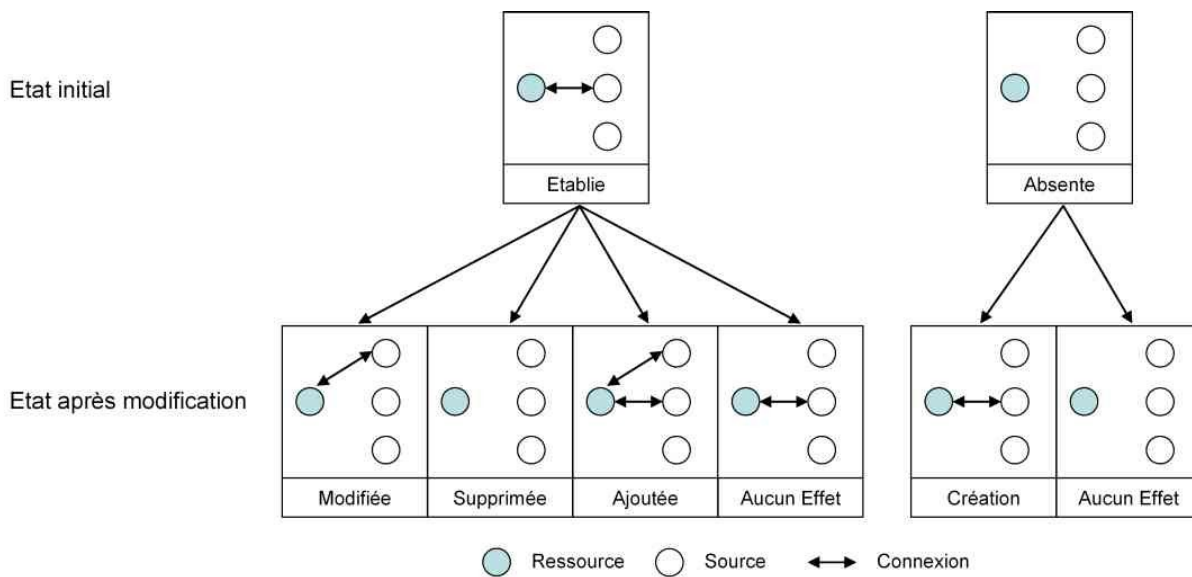 Etat initial
Etablie
Absente
Etat après modification
Modifiée
Supprimée
Ajoutée
Aucun Effet
Création
Aucun Effet
Ressource
Source
Connexion